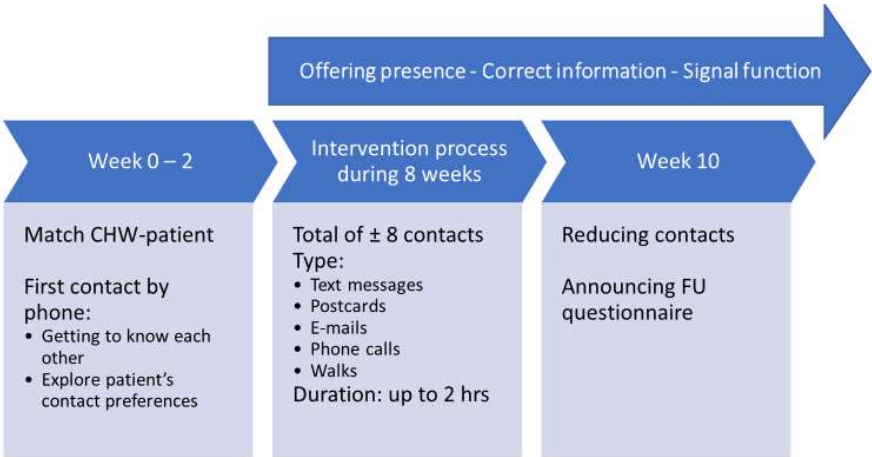 Offering presence - Correct information - Signal function
Week 0 – 2
Match CHW-patient
First contact by
phone:
• Getting to know each
other
• Explore patient's
contact preferences
Intervention process
during 8 weeks
Total of ± 8 contacts
Type:
• Text messages
• Postcards
• E-mails
• Phone calls
• Walks
Duration: up to 2 hrs
Week 10
Reducing contacts
Announcing FU
questionnaire